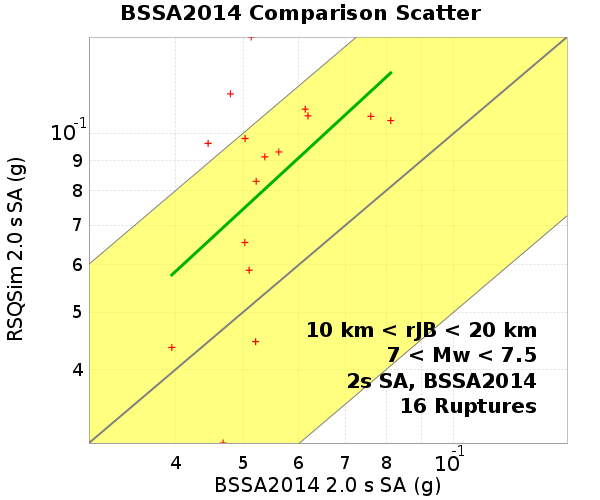 BSSA2014 Comparison Scatter
RSQSim 2.0 s SA (g)
10-1
9
8
7
6
5
4
10 km < rJB < 20 km
7 < Mw < 7.5
2s SA, BSSA2014
16 Ruptures
4 5 6 7 8 10-1
BSSA2014 2.0 s SA (g)